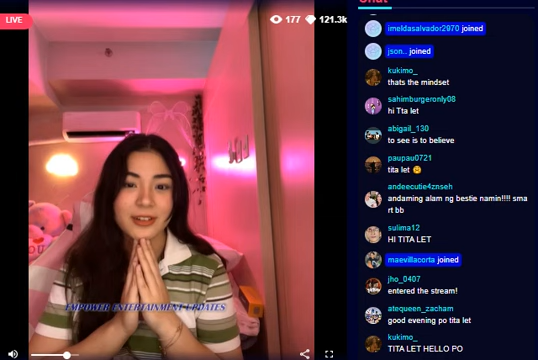 LIVE
177 121.3k
Chat
imeldasalvador2970 joined
json.. joined
kukimo_
thats the mindset
sahimburgeronly08
hi Tta let
abigail_130
to see is to believe
paupau0721
tita let
andeecutie4znseh
andaming alam ng bestie namin!!!! sma
rt bb
sulima12
HI TITA LET
maevillacorta joined
jho_0407
entered the stream!
atequeen_zacham
good evening po tita let
kukimo_
TITA LET HELLO PO
EMPOWER ENTERTAINMENT UPDATES